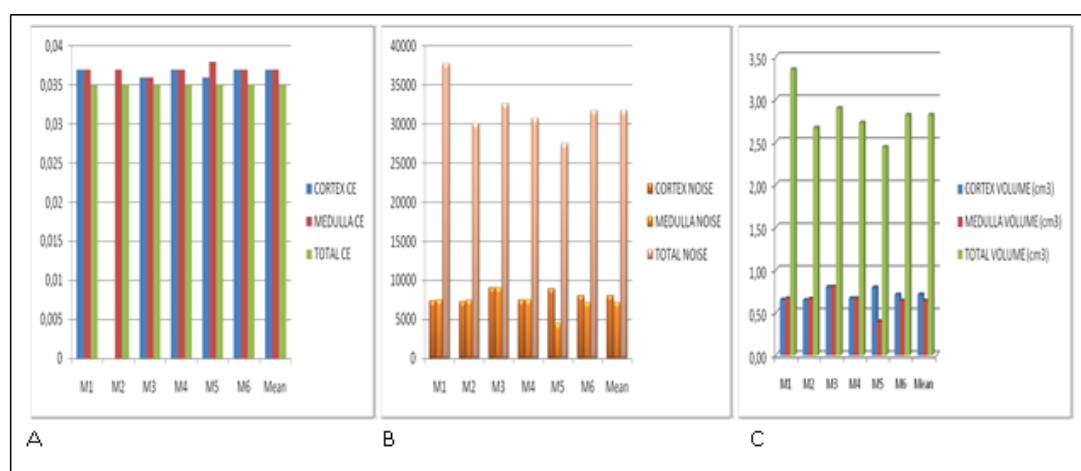 0,04
0,035
0,03
0,025
0,02
0,015
0,01
0,005
0
M1 M2 M3 M4 M5 M6 Mean
CORTEX CE
MEDULLA CE
TOTAL CE
A
40000
35000
30000
25000
20000
15000
10000
5000
0
M1 M2 M3 M4 M5 M6 Mean
CORTEX NOISE
MEDULLA NOISE
TOTAL NOISE
B
3,50
3,00
2,50
2,00
1,50
1,00
0,50
0,00
M1 M2 M3 M4 M5 M6 Mean
CORTEX VOLUME (cm3)
MEDULLA VOLUME (cm3)
TOTAL VOLUME (cm3)
C